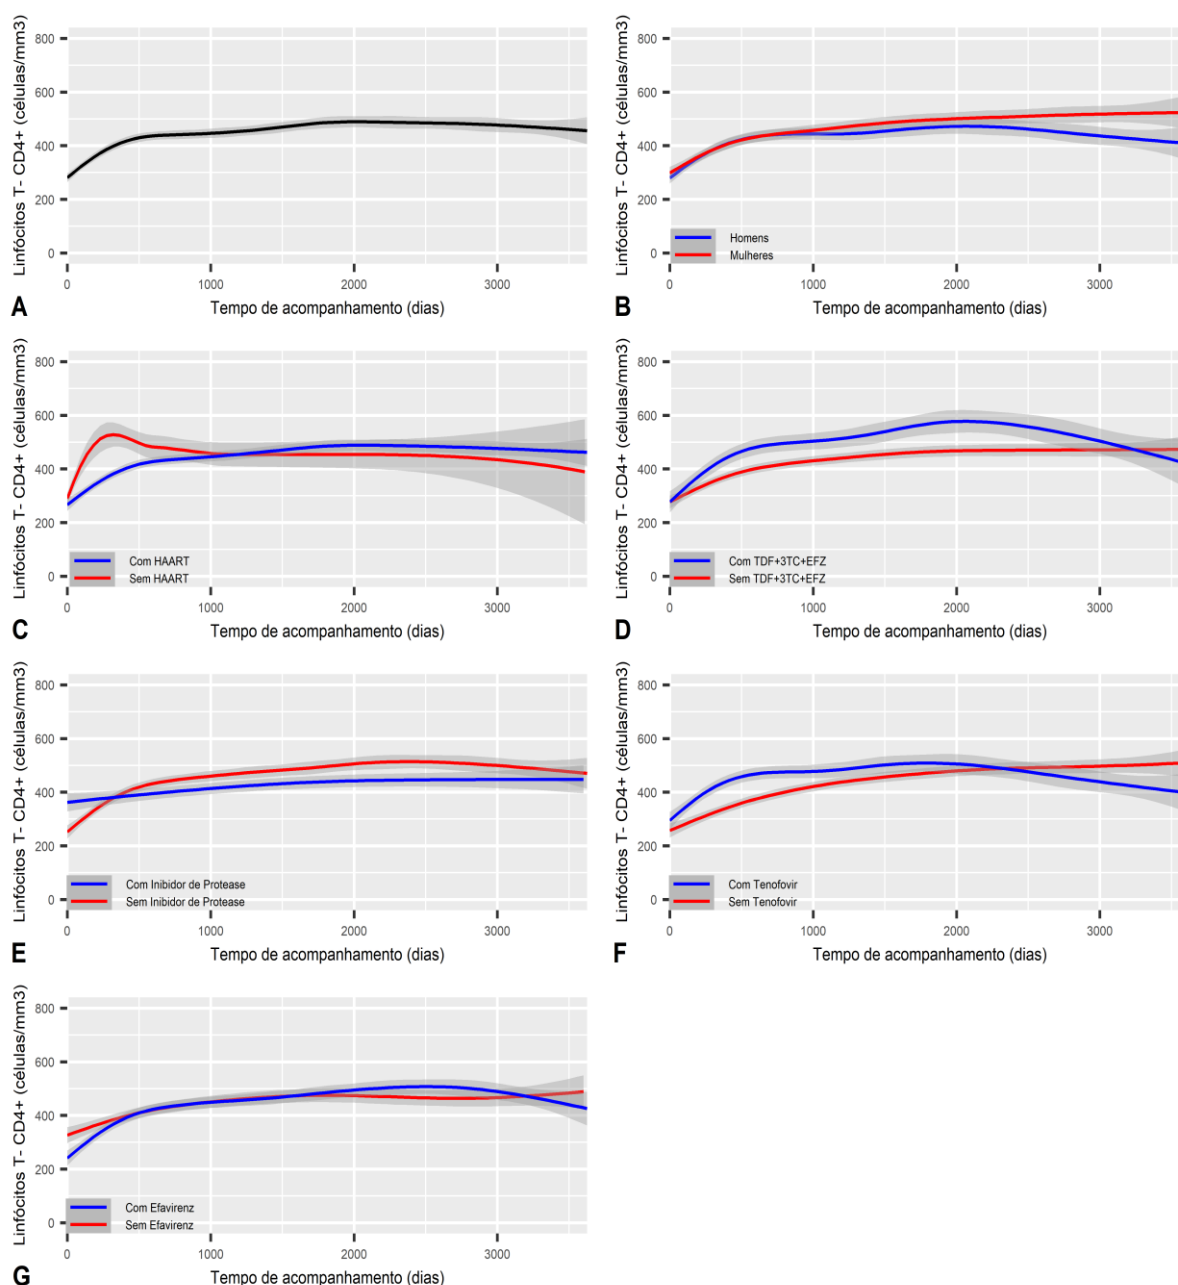 Linfócitos T- CD4+ (células/mm3)
800
600
400
200
0
0 1000 2000 3000
Tempo de acompanhamento (dias)
A
Linfócitos T- CD4+ (células/mm3)
800
600
400
200
0
Homens
Mulheres
0 1000 2000 3000
Tempo de acompanhamento (dias)
B
Linfócitos T- CD4+ (células/mm3)
800
600
400
200
0
Com HAART
Sem HAART
0 1000 2000 3000
Tempo de acompanhamento (dias)
C
Linfócitos T- CD4+ (células/mm3)
800
600
400
200
0
Com TDF+3TC+EFZ
Sem TDF+3TC+EFZ
0 1000 2000 3000
Tempo de acompanhamento (dias)
D
Linfócitos T- CD4+ (células/mm3)
800
600
400
200
0
Com Inibidor de Protease
Sem Inibidor de Protease
0 1000 2000 3000
Tempo de acompanhamento (dias)
E
Linfócitos T- CD4+ (células/mm3)
800
600
400
200
0
Com Tenofovir
Sem Tenofovir
0 1000 2000 3000
Tempo de acompanhamento (dias)
F
Linfócitos T- CD4+ (células/mm3)
800
600
400
200
0
Com Efavirenz
Sem Efavirenz
0 1000 2000 3000
Tempo de acompanhamento (dias)
G